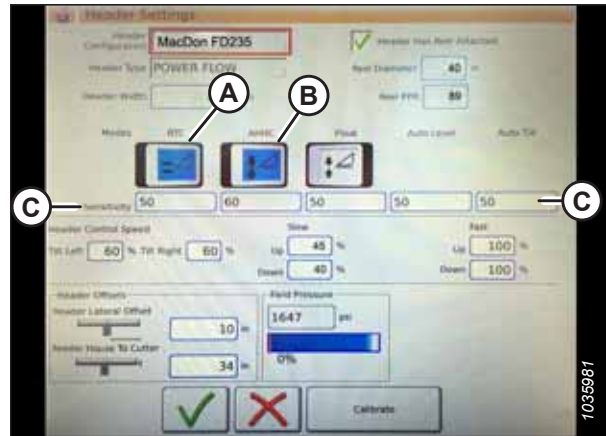 Header Settings
Header Configuration MacDon FD235 Header Has Reel Attached
Header Type POWER FLOW Reel Diameter 40 in
Header Width Reel PPR 89
A B
Modes RTC AHHC Float Auto Level Auto Tilt
C Sensitivity 50 60 50 50 50 C
Header Control Speed Slow Fast
Tilt Left 60 % Tilt Right 60 % Up 45 % Up 100 %
Down 40 % Down 100 %
Header Offsets Field Pressure
Header Lateral Offset 1647 psi
10 in
Feeder House To Cutter 0%
34 in
Calibrate
1035981